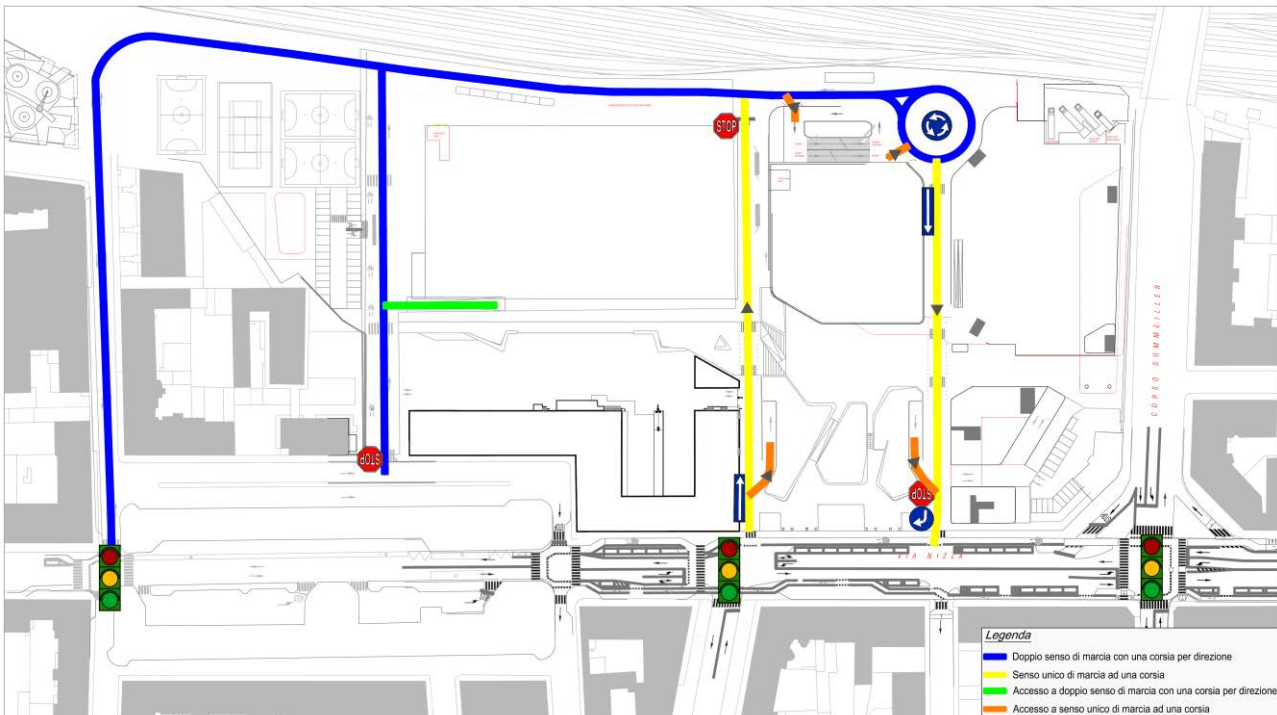 STOP
CORSO SOMMEILLER
STOP
STOP
VIA NIZZA
Legenda
Doppio senso di marcia con una corsia per direzione
Senso unico di marcia ad una corsia
Accesso a doppio senso di marcia con una corsia per direzione
Accesso a senso unico di marcia ad una corsia